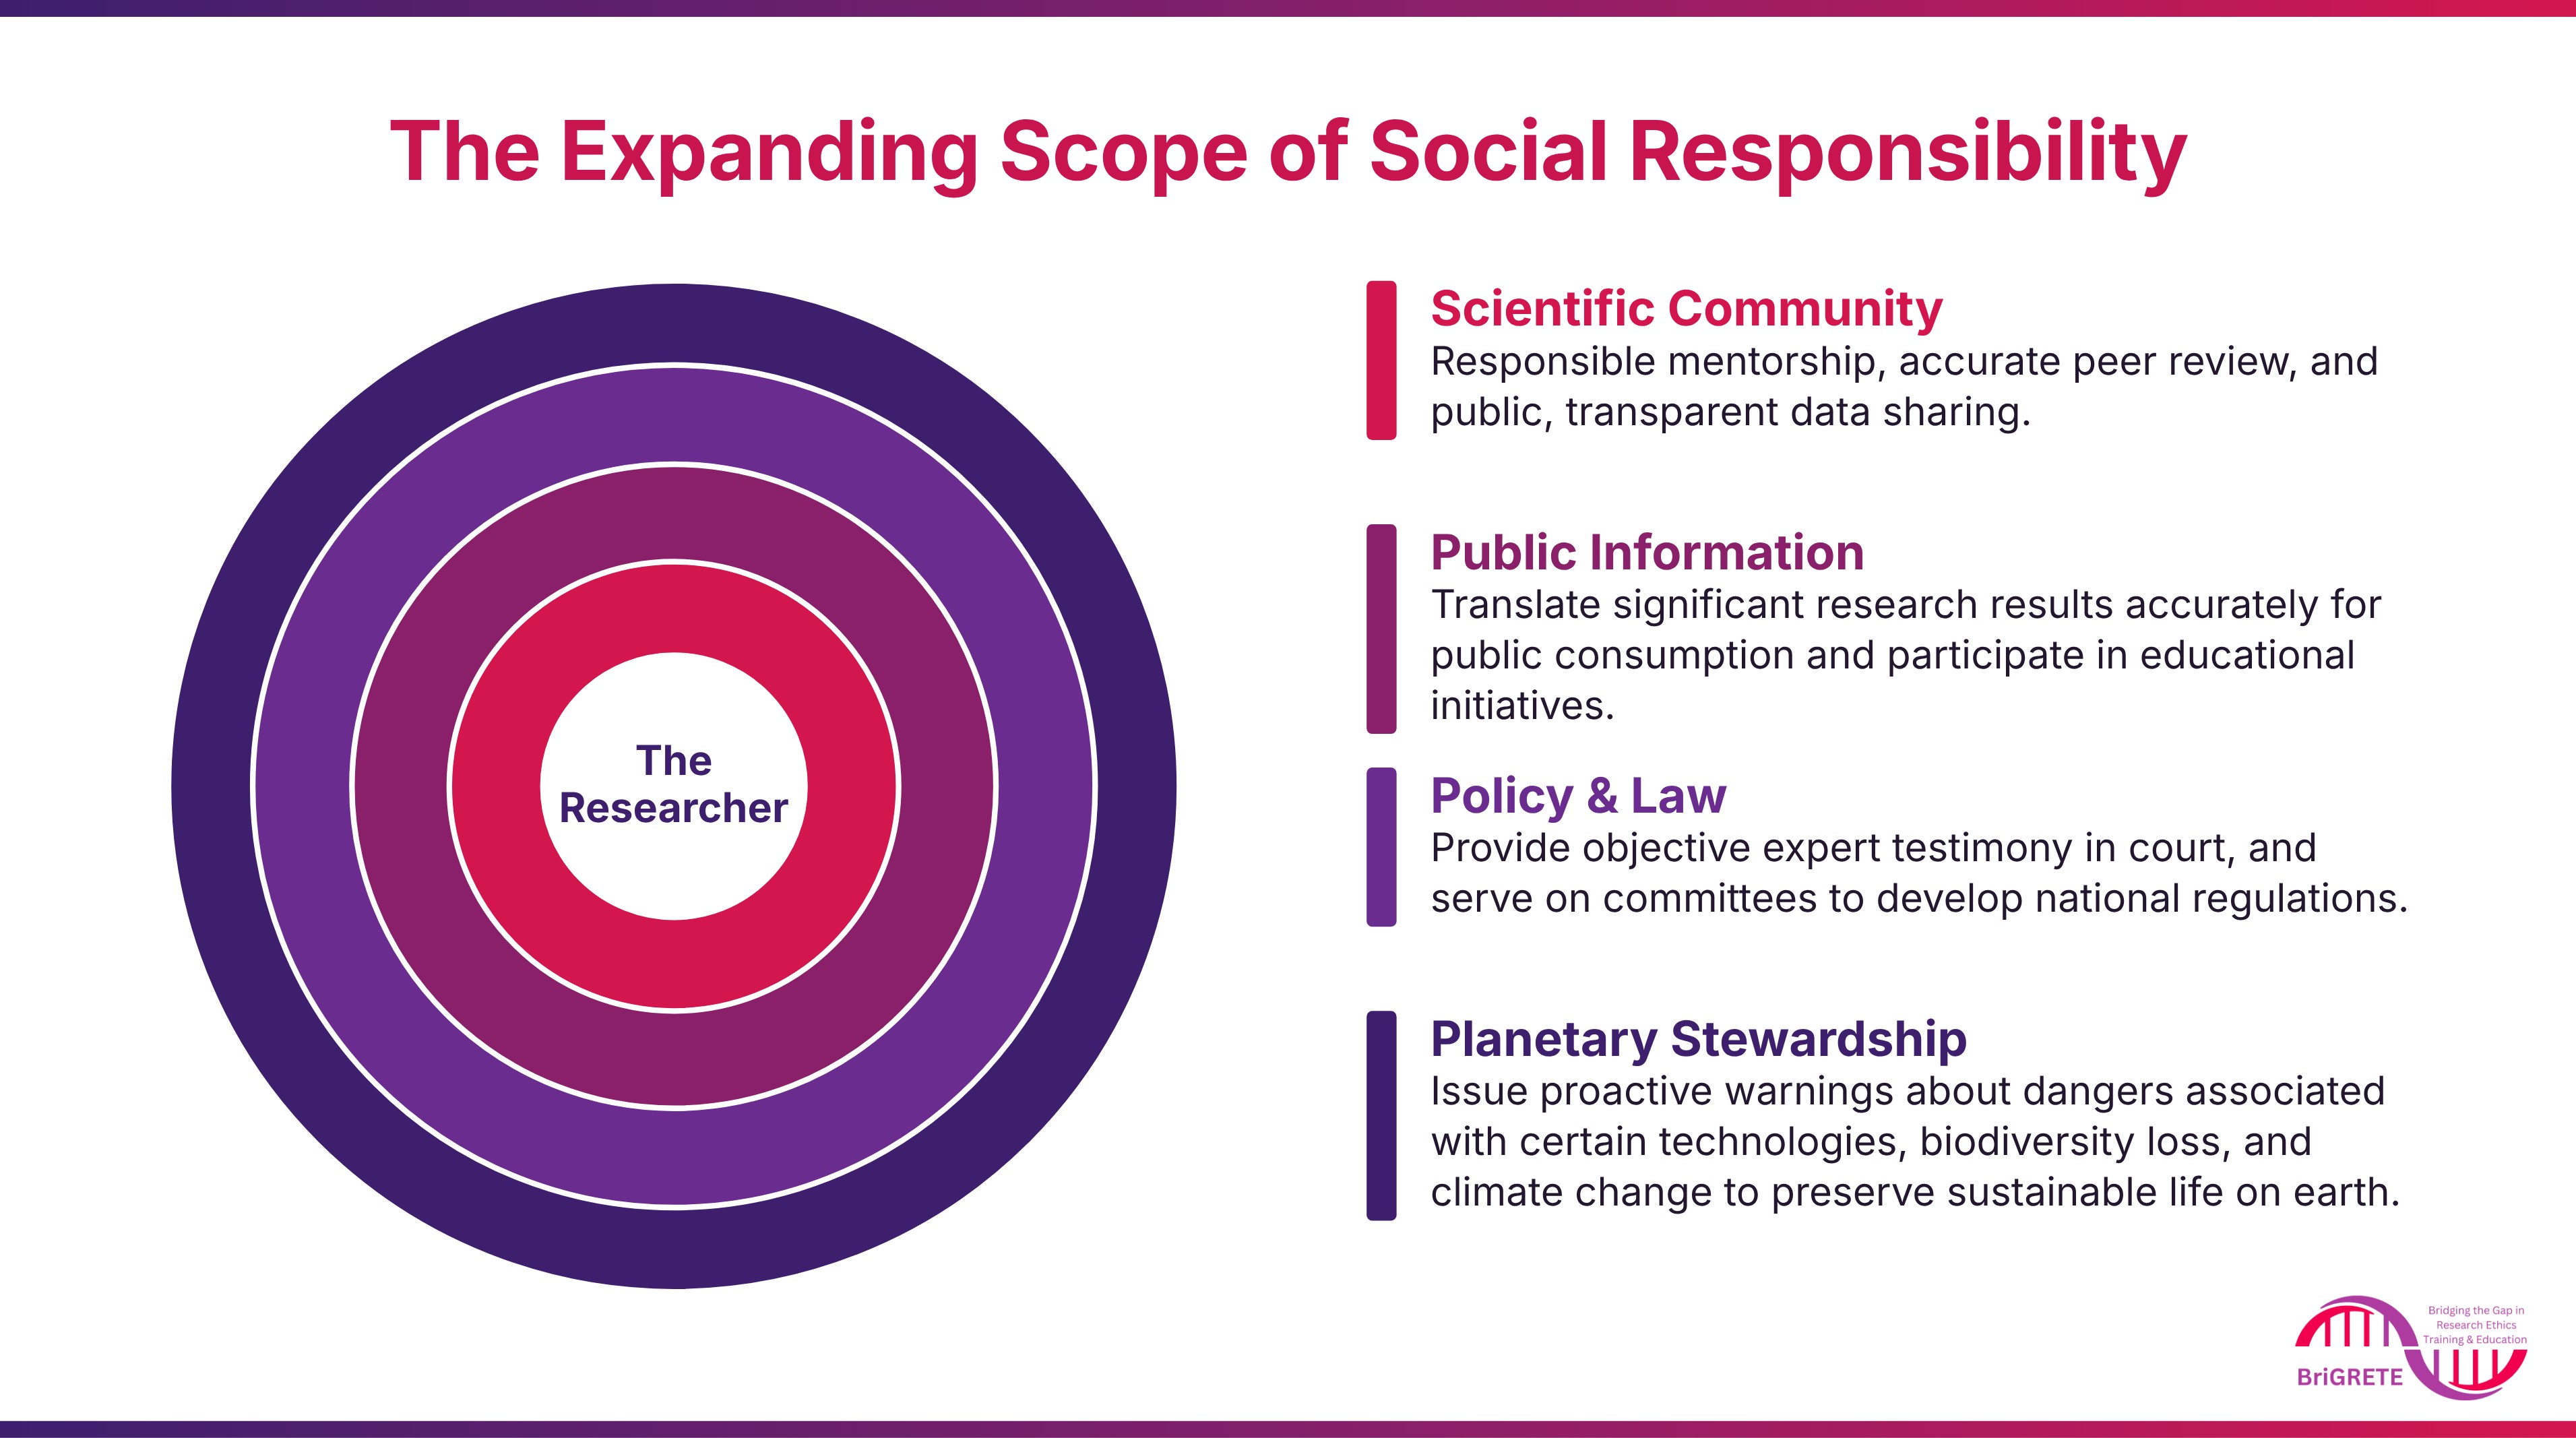 The Expanding Scope of Social Responsibility
The
Researcher
Scientific Community
Responsible mentorship, accurate peer review, and
public, transparent data sharing.
Public Information
Translate significant research results accurately for
public consumption and participate in educational
initiatives.
Policy & Law
Provide objective expert testimony in court, and
serve on committees to develop national regulations.
Planetary Stewardship
Issue proactive warnings about dangers associated
with certain technologies, biodiversity loss, and
climate change to preserve sustainable life on earth.
Bridging the Gap in
Research Ethics
Training & Education
BriGRETE